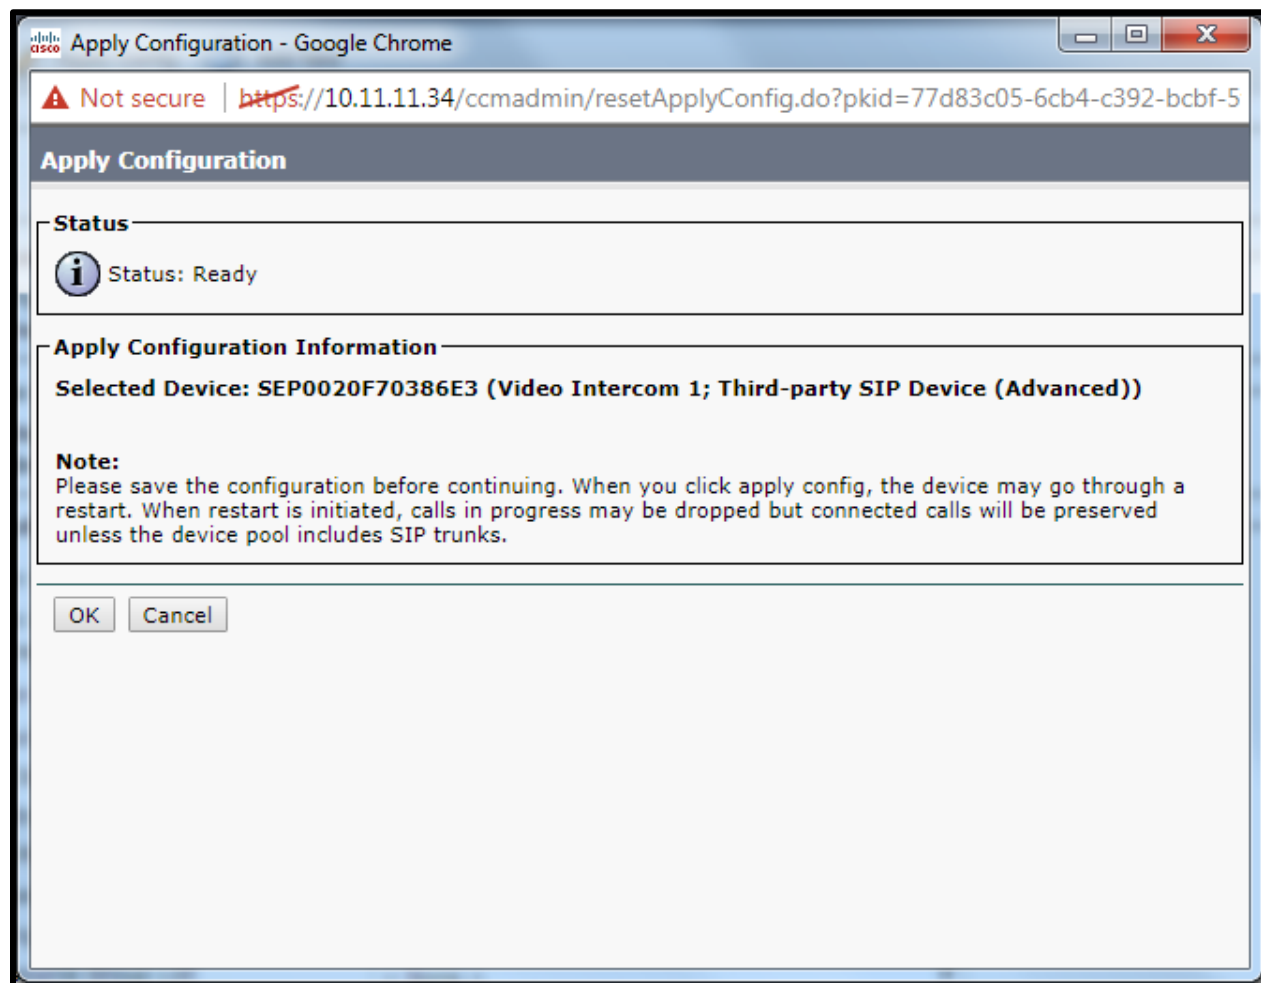 cisco Apply Configuration - Google Chrome
Not secure | https://10.11.11.34/ccmadmin/resetApplyConfig.do?pkid=77d83c05-6cb4-c392-bcbf-5
Apply Configuration
Status
Status: Ready
Apply Configuration Information
Selected Device: SEP0020F70386E3 (Video Intercom 1; Third-party SIP Device (Advanced))
Note:
Please save the configuration before continuing. When you click apply config, the device may go through a
restart. When restart is initiated, calls in progress may be dropped but connected calls will be preserved
unless the device pool includes SIP trunks.
OK Cancel